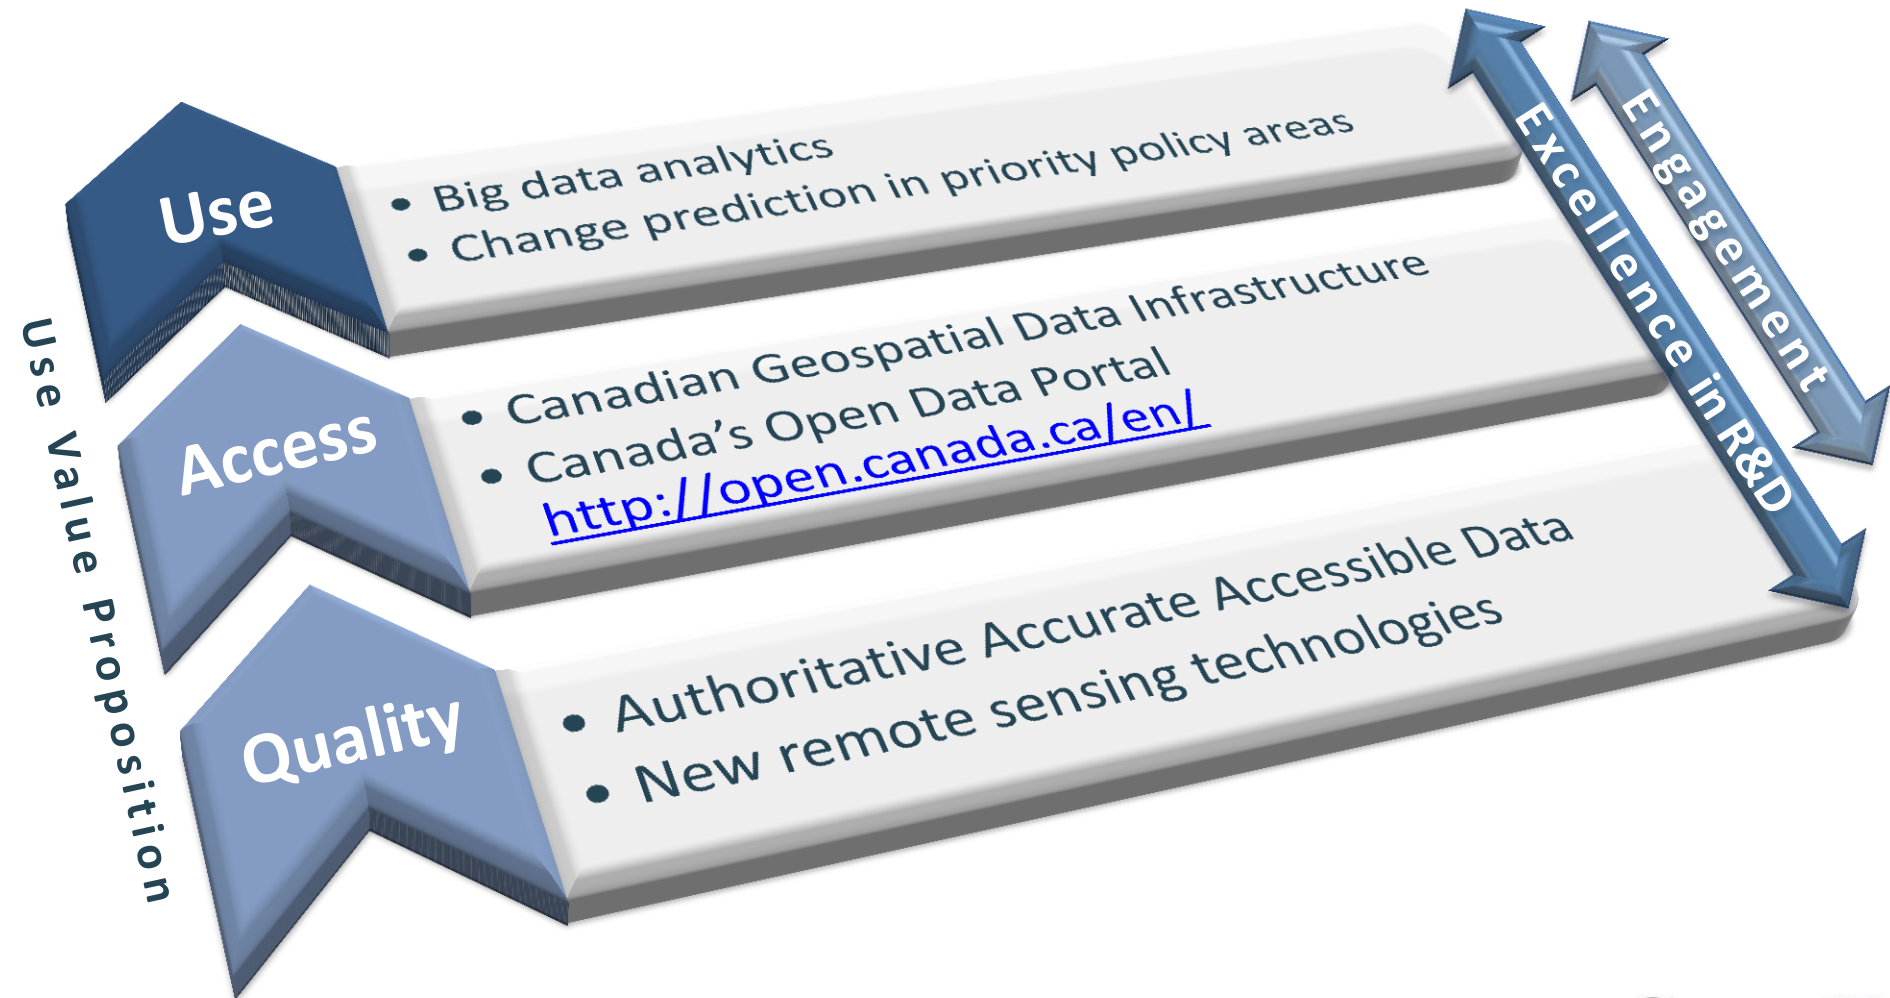 Use Value Proposition
Use
• Big data analytics
• Change prediction in priority policy areas
Access
• Canadian Geospatial Data Infrastructure
• Canada’s Open Data Portal
http://open.canada.ca/en/
Quality
• Authoritative Accurate Accessible Data
• New remote sensing technologies
Excellence in R&D
Engagement